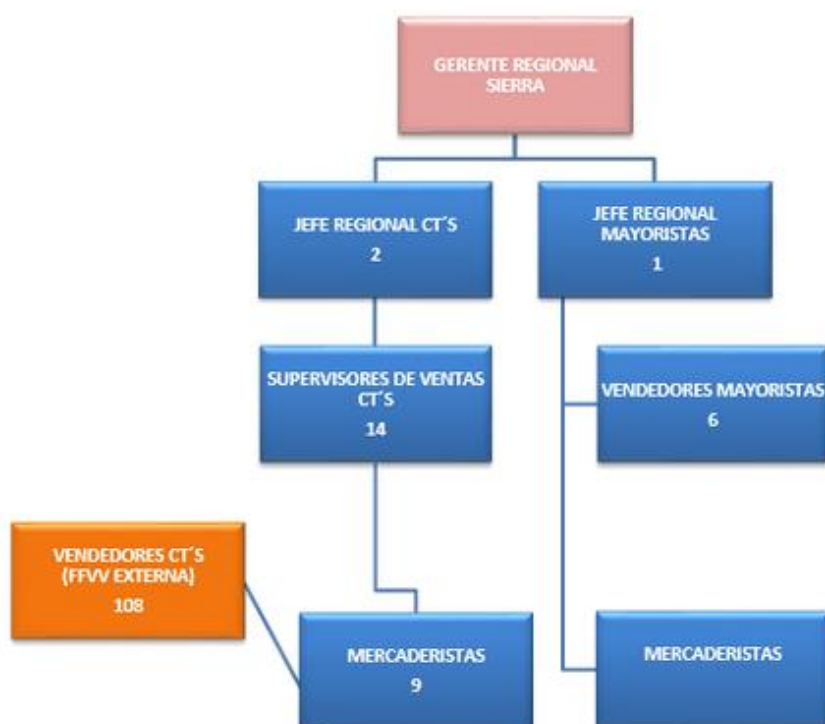 GERENTE REGIONAL
SIERRA
JEFE REGIONAL CT´S
2
JEFE REGIONAL
MAYORISTAS
1
SUPERVISORES DE VENTAS
CT´S
14
VENDEDORES MAYORISTAS
6
VENDEDORES CT´S
(FFVV EXTERNA)
108
MERCADERISTAS
9
MERCADERISTAS